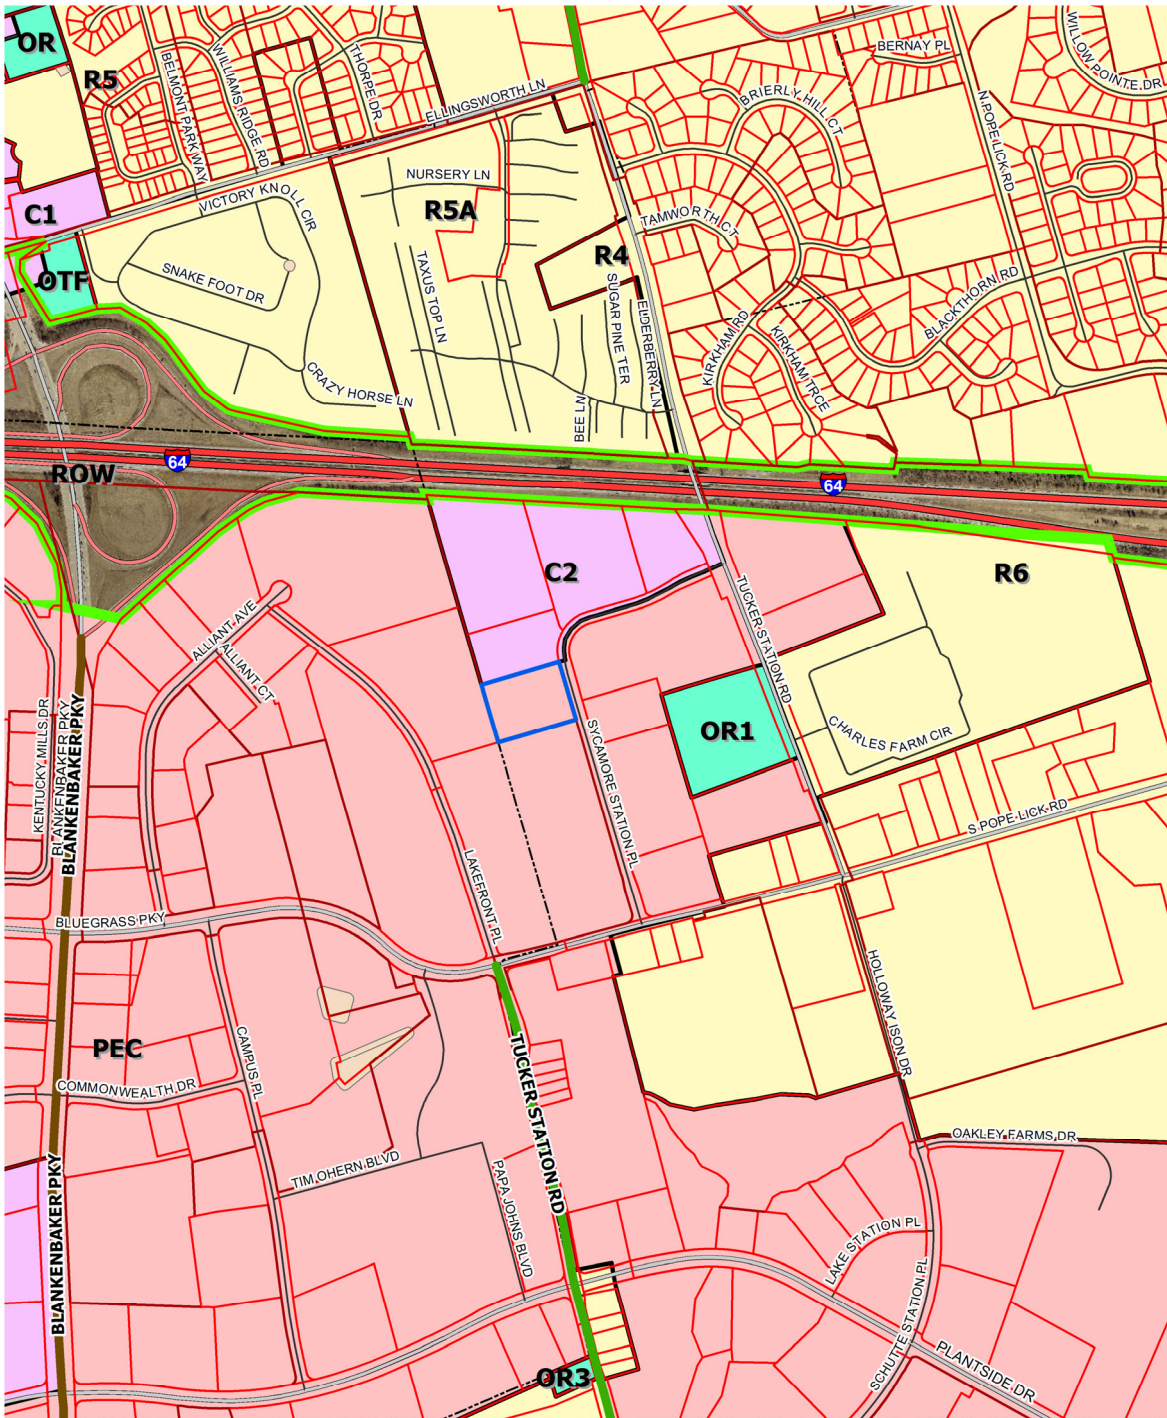 OR
R5
BELMONT PARK WAY
WILLIAMS RIDGE RD
THORPE DR
ELLINGSWORTH LN
BERNAY PL
WILLOW POINTE DR
BRIERLY HILL CT
N POPE LICK RD
NURSERY LN
R5A
VICTORY KNOLL CIR
C1
TAMWORTH CT
R4
OTF
SNAKE FOOT DR
TAXUS TOP LN
SUGAR PINE TER
ELDERBERRY LN
BLACKTHORN RD
KIRKHAM RD
KIRKHAM TRCE
CRAZY HORSE LN
BEE LN
ROW
64
64
C2
R6
TUCKER STATION RD
ALLIANT AVE
ALLIANT CT
KENTUCKY MILLS DR
BLANKENBAKER PKY
BLANKENBAKER PKY
OR1
CHARLES FARM CIR
SYCAMORE STATION PL
S POPE LICK RD
LAKEFRONT PL
BLUEGRASS PKY
HOLLOWAY ISON DR
PEC
CAMPUS PL
COMMONWEALTH DR
TUCKER STATION RD
OAKLEY FARMS DR
TIM OHERN BLVD
PAPA JOHNS BLVD
BLANKENBAKER PKY
LAKE STATION PL
SCHUTTE STATION PL
PLANTSIDE DR
OR3